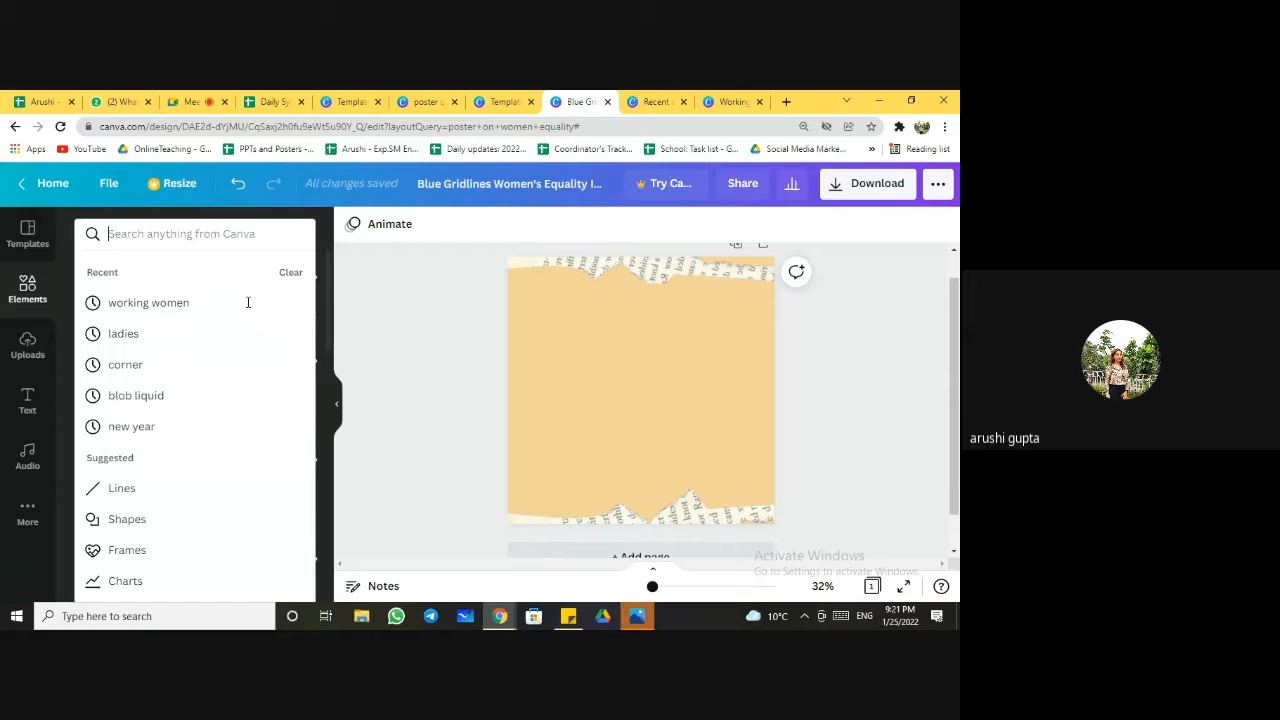 Arushi -
(2) Wha
Mee
Daily Sy
Templat
poster o
Templat
Blue Gri
Recent
Working
canva.com/design/DAE2d-dYjMU/CqSaxj2h0fu9eWt5u90Y_Q/edit?layoutQuery=poster+on+women+equality#
Apps
YouTube
OnlineTeaching - G...
PPTs and Posters -...
Arushi - Exp.SM En...
Daily updates: 2022...
Coordinator's Track...
School: Task list - G...
Social Media Marke...
»
Reading list
Home
File
Resize
All changes saved
Blue Gridlines Women's Equality I...
Try Ca...
Share
Download
Templates
Elements
Uploads
Text
Audio
More
Search anything from Canva
Recent
Clear
working women
ladies
corner
blob liquid
new year
Suggested
Lines
Shapes
Frames
Charts
Animate
+ Add page
Activate Windows
Go to Settings to activate Windows.
Notes
32%
1
Type here to search
10°C
ENG
9:21 PM
1/25/2022
arushi gupta